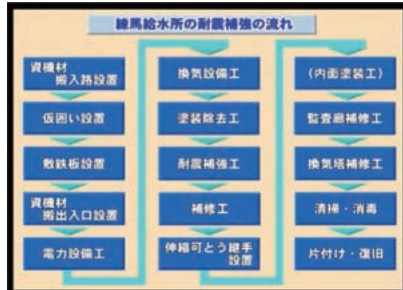 練馬給水所の耐震補強の流れ
資機材
搬入路設置
仮囲い設置
敷鉄板設置
資機材
搬出入口設置
電力設備工
換気設備工
塗装除去工
耐震補強工
補修工
伸縮可とう継手
設置
（内面塗装工）
監査廊補修工
換気塔補修工
清掃・消毒
片付け・復旧